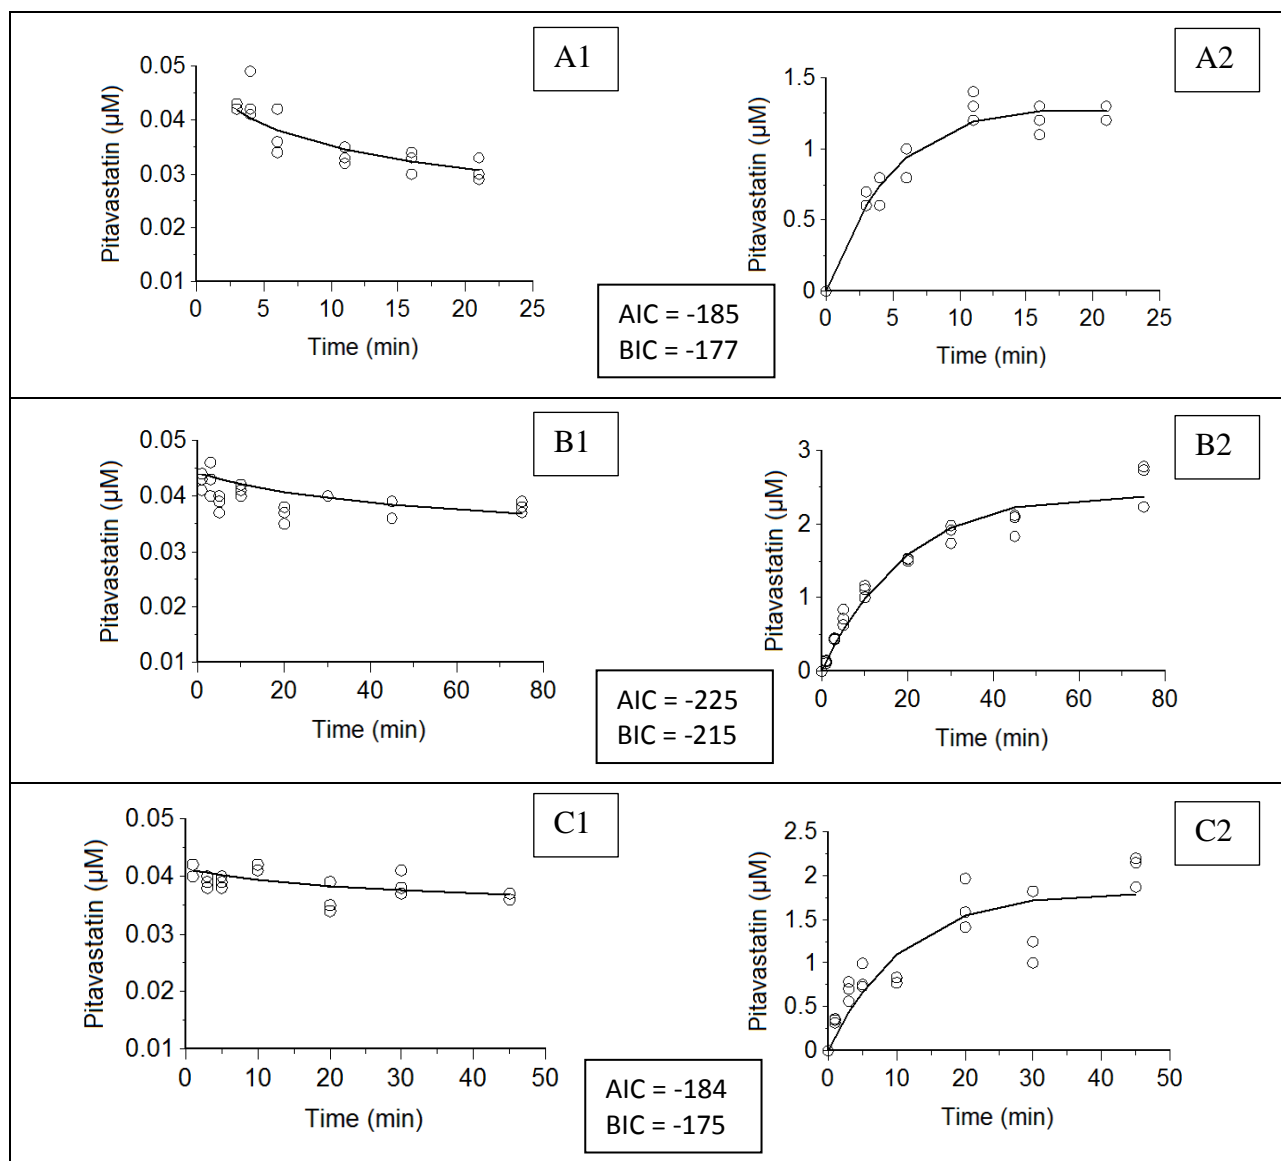 A1
Pitavastatin (µM)
0.05
0.04
0.03
0.02
0.01
0 5 10 15 20 25
Time (min)
A2
Pitavastatin (µM)
1.5
1
0.5
0
0 5 10 15 20 25
Time (min)
AIC = -185
BIC = -177
B1
Pitavastatin (µM)
0.05
0.04
0.03
0.02
0.01
0 20 40 60 80
Time (min)
B2
Pitavastatin (µM)
3
2
1
0
0 20 40 60 80
Time (min)
AIC = -225
BIC = -215
C1
Pitavastatin (µM)
0.05
0.04
0.03
0.02
0.01
0 10 20 30 40 50
Time (min)
C2
Pitavastatin (µM)
2.5
2
1.5
1
0.5
0
0 10 20 30 40 50
Time (min)
AIC = -184
BIC = -175